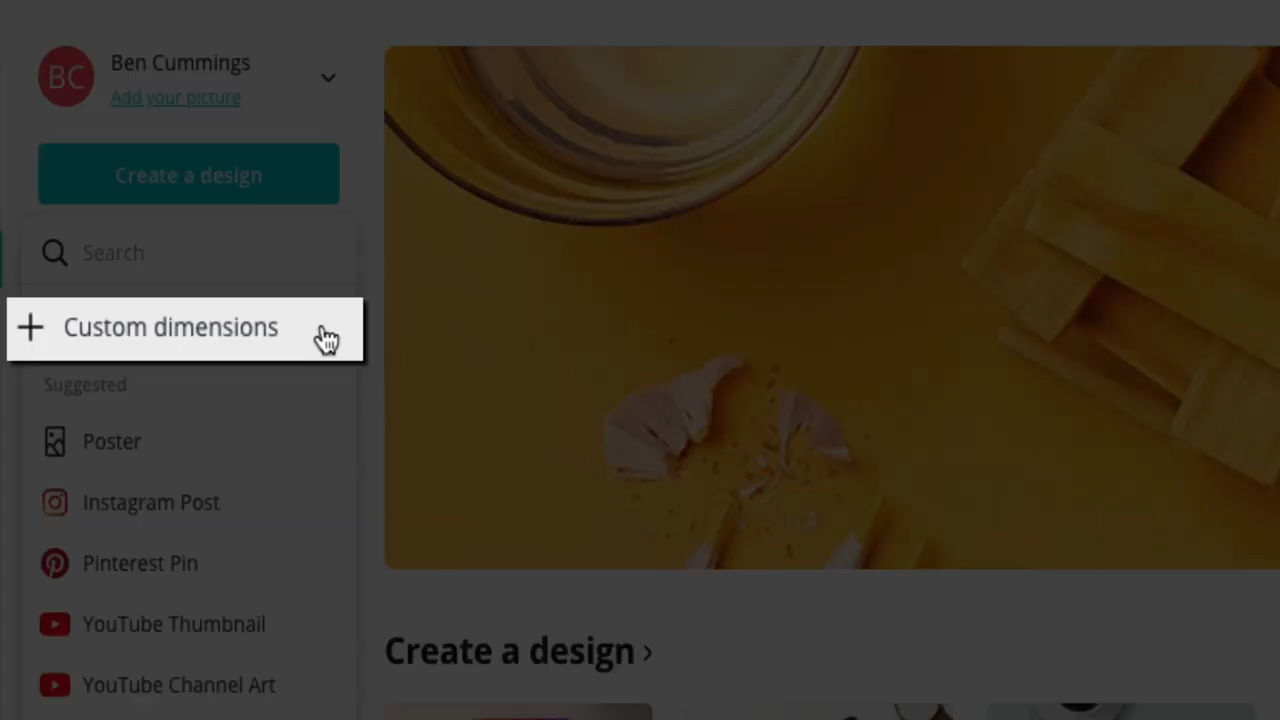 BC
Ben Cummings
Add your picture
Create a design
Search
Custom dimensions
Suggested
Poster
Instagram Post
Pinterest Pin
YouTube Thumbnail
YouTube Channel Art
Create a design